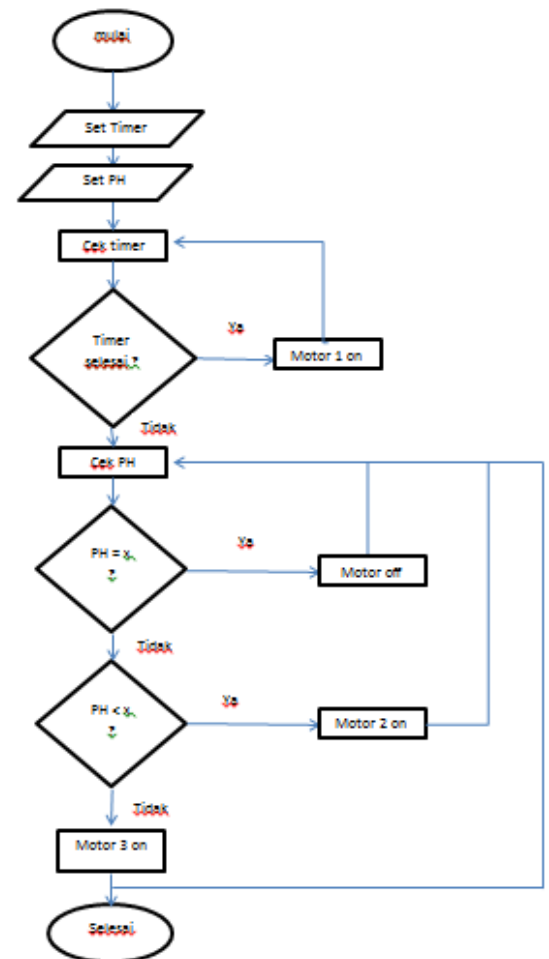 mulai
Set Timer
Set PH
Cek timer
Timer
selesai ?
Ya
Motor 1 on
Tidak
Cek PH
PH = x
?
Ya
Motor off
Tidak
PH < x
?
Ya
Motor 2 on
Tidak
Motor 3 on
Selesai